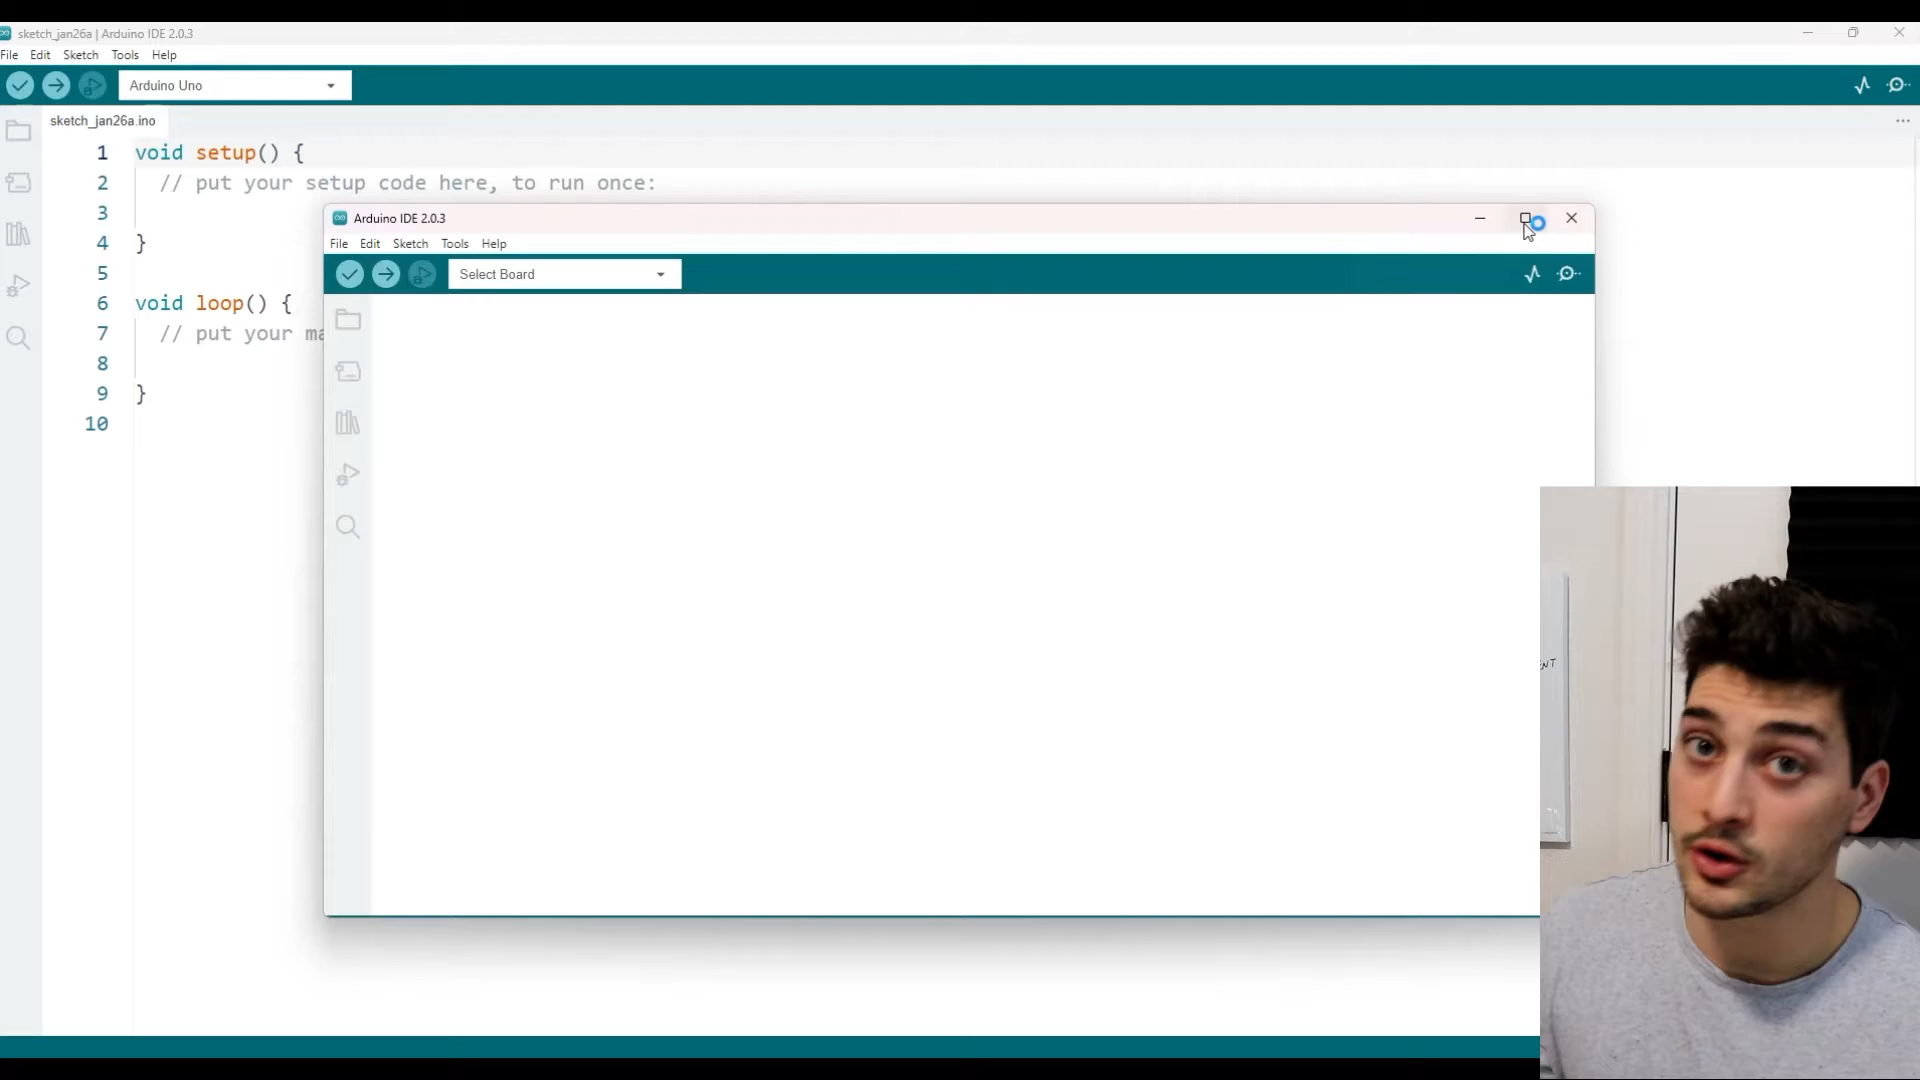 sketch_jan26a | Arduino IDE 2.0.3
File Edit Sketch Tools Help
Arduino Uno
sketch_jan26a.ino
1 void setup() {
2 // put your setup code here, to run once:
3
4 }
5
6 void loop() {
7 // put your ma
8
9 }
10
Arduino IDE 2.0.3
File Edit Sketch Tools Help
Select Board